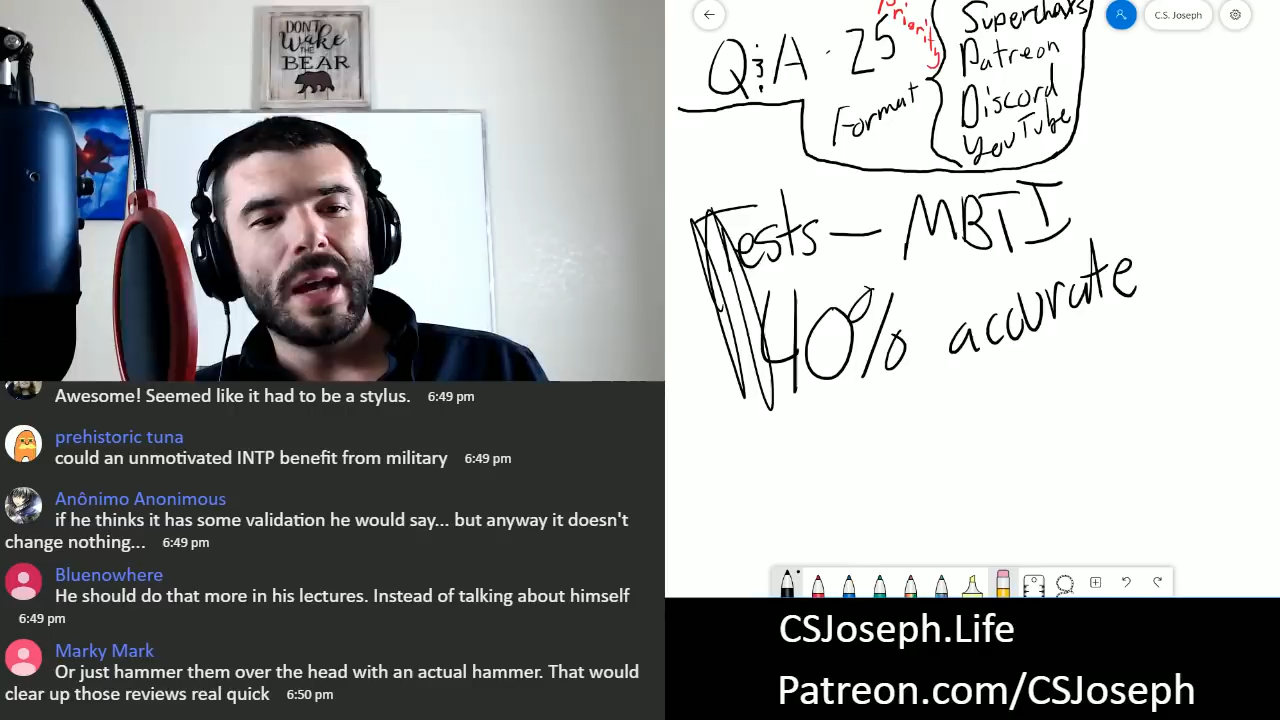 DON'T
Wake
THE
BEAR
Awesome! Seemed like it had to be a stylus. 6:49 pm
prehistoric tuna
could an unmotivated INTP benefit from military 6:49 pm
Anônimo Anonimous
if he thinks it has some validation he would say... but anyway it doesn't
change nothing... 6:49 pm
Bluenowhere
He should do that more in his lectures. Instead of talking about himself
6:49 pm
Marky Mark
Or just hammer them over the head with an actual hammer. That would
clear up those reviews real quick 6:50 pm
C.S. Joseph
Q&A · 25
Format
Priority
Superchats
Patreon
Discord
YouTube
Tests — MBTI
40% accurate
CSJoseph.Life
Patreon.com/CSJoseph